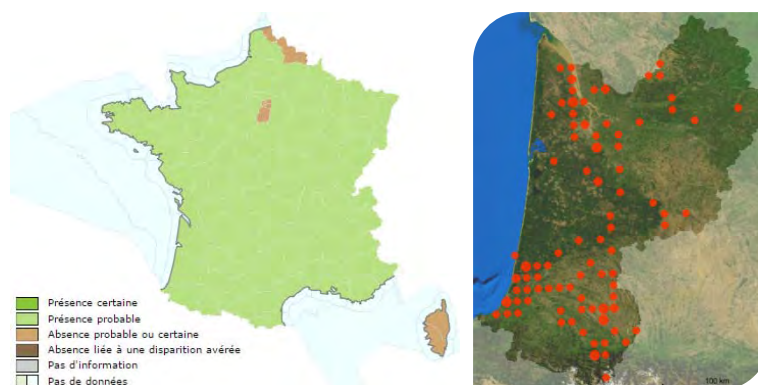 Présence certaine
Présence probable
Absence probable ou certaine
Absence liée à une disparition avérée
Pas d'information
Pas de données
100 km